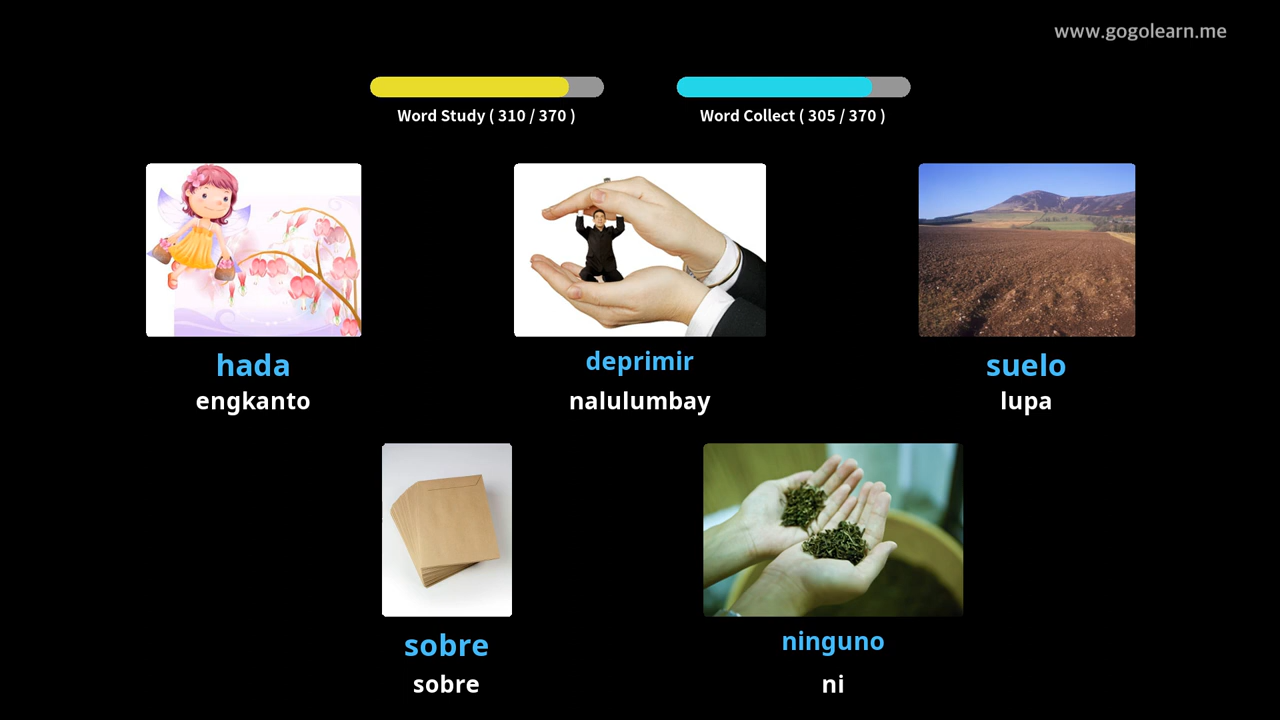 www.gogolearn.me
Word Study ( 310 / 370 )
Word Collect ( 305 / 370 )
hada
engkanto
deprimir
nalulumbay
suelo
lupa
sobre
sobre
ninguno
ni